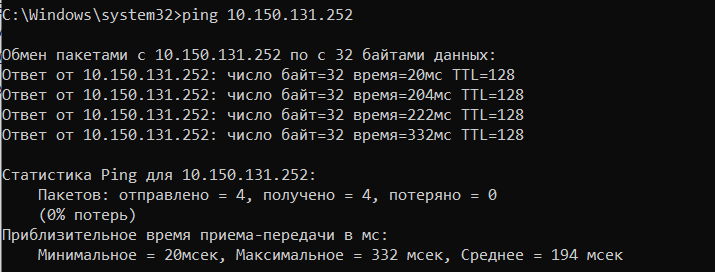 C:\Windows\system32>ping 10.150.131.252
Обмен пакетами с 10.150.131.252 по с 32 байтами данных:
Ответ от 10.150.131.252: число байт=32 время=20мс TTL=128
Ответ от 10.150.131.252: число байт=32 время=204мс TTL=128
Ответ от 10.150.131.252: число байт=32 время=222мс TTL=128
Ответ от 10.150.131.252: число байт=32 время=332мс TTL=128
Статистика Ping для 10.150.131.252:
    Пакетов: отправлено = 4, получено = 4, потеряно = 0
    (0% потерь)
Приблизительное время приема-передачи в мс:
    Минимальное = 20мсек, Максимальное = 332 мсек, Среднее = 194 мсек